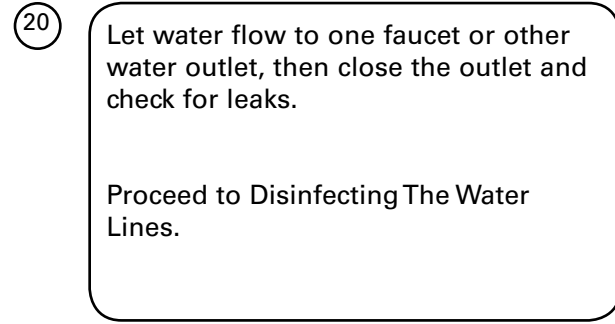 20
Let water flow to one faucet or other
water outlet, then close the outlet and
check for leaks.
Proceed to Disinfecting The Water
Lines.